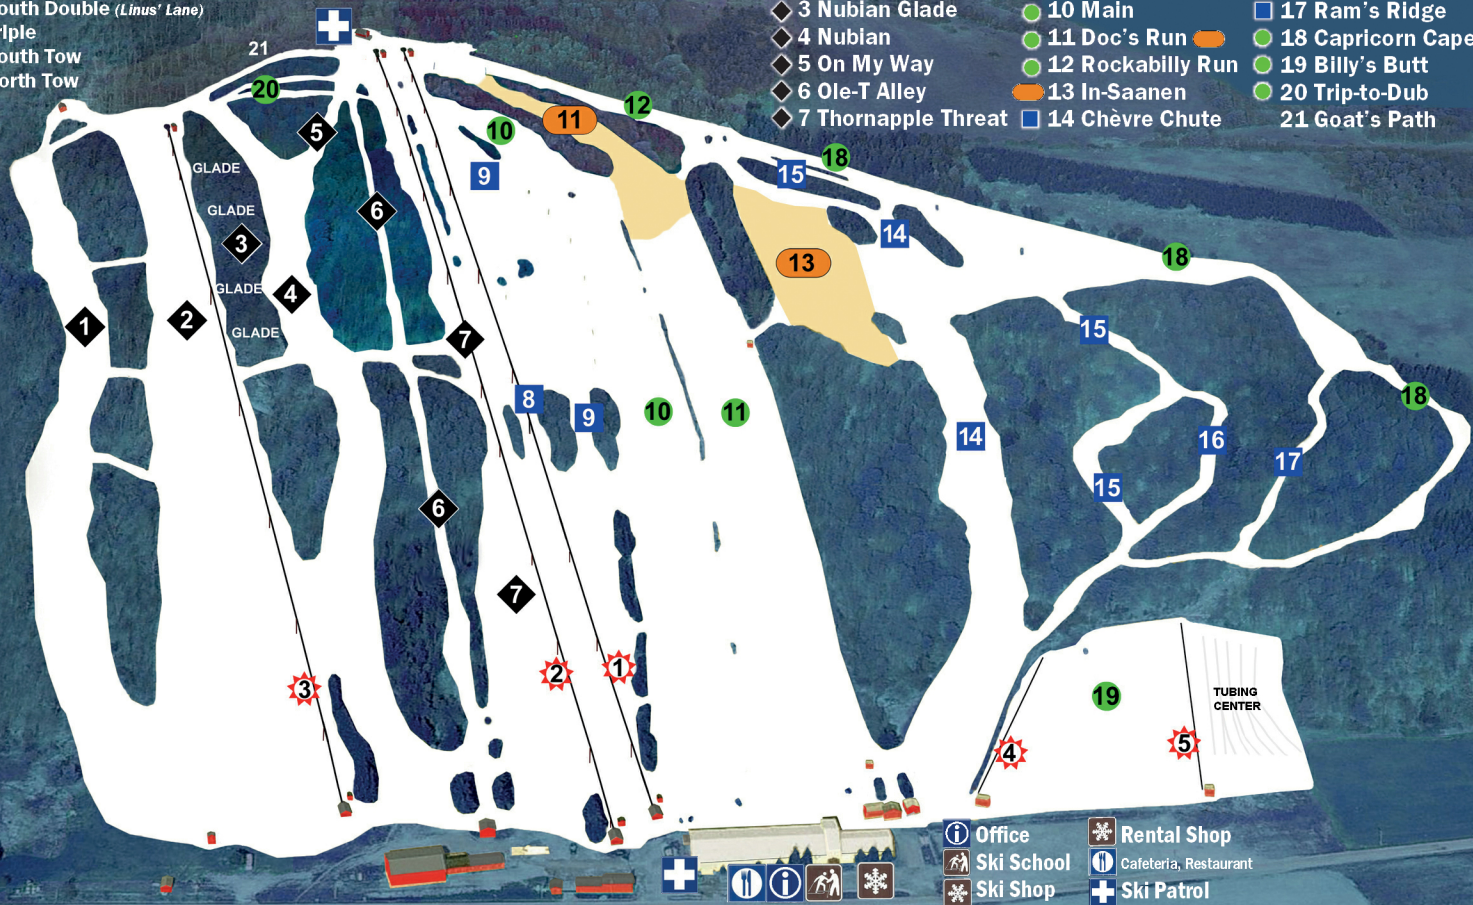 outh Double (Linus' Lane)
riple
outh Tow
orth Tow
3 Nubian Glade
4 Nubian
5 On My Way
6 Ole-T Alley
7 Thornapple Threat
10 Main
11 Doc's Run
12 Rockabilly Run
13 In-Saanen
14 Chèvre Chute
17 Ram's Ridge
18 Capricorn Cape
19 Billy's Butt
20 Trip-to-Dub
21 Goat's Path
21
20
5
10
11
12
9
15
18
GLADE
GLADE
3
6
14
13
18
GLADE
4
GLADE
1
2
7
15
8
9
10
11
14
16
18
17
15
6
7
3
2
1
19
TUBING
CENTER
4
5
Office
Ski School
Ski Shop
Rental Shop
Cafeteria, Restaurant
Ski Patrol